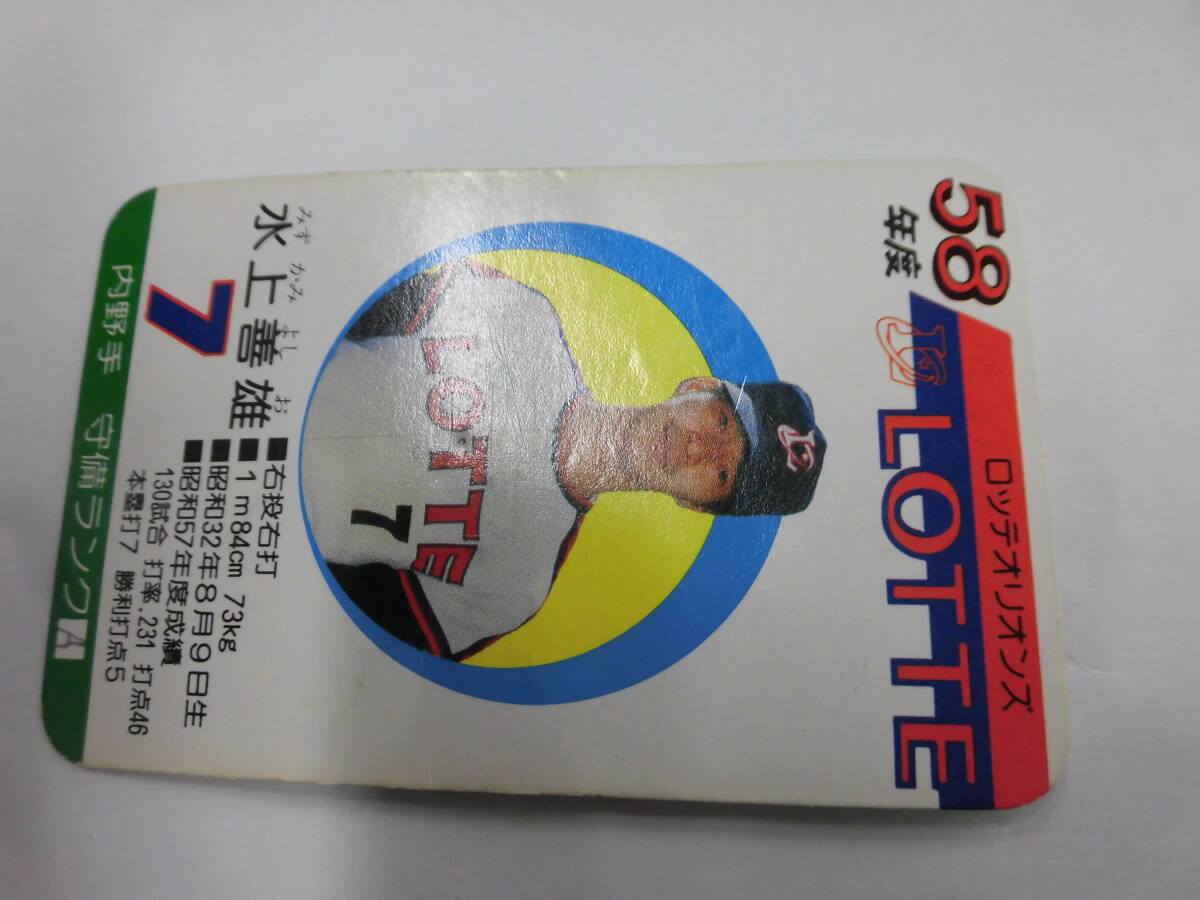 58
年度
ロッテオリオンズ
LOTTE
LOTTE
7
みずかみよしお
水上善雄
7
■右投右打
■1m84cm 73kg
■昭和32年8月9日生
■昭和57年度成績
130試合 打率.231 打点46
本塁打7 勝利打点5
内野手 守備ランクA